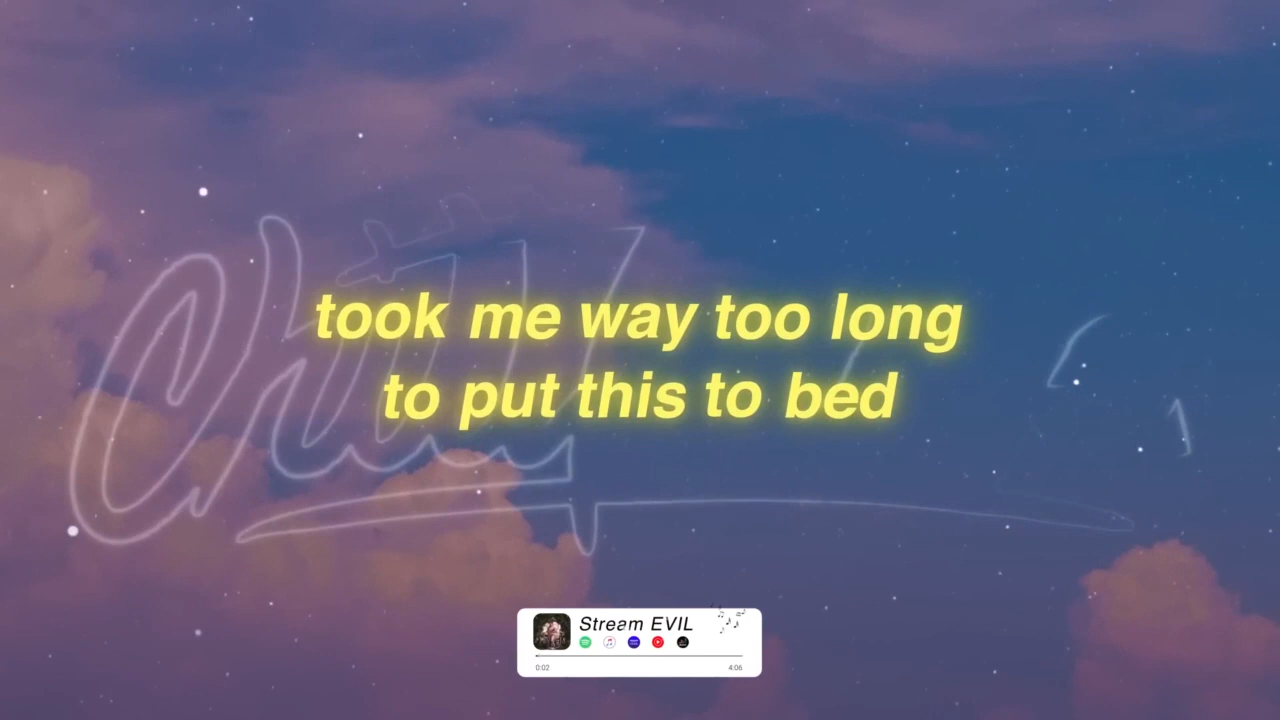 took me way too long
to put this to bed
Stream EVIL
0:02
4:06